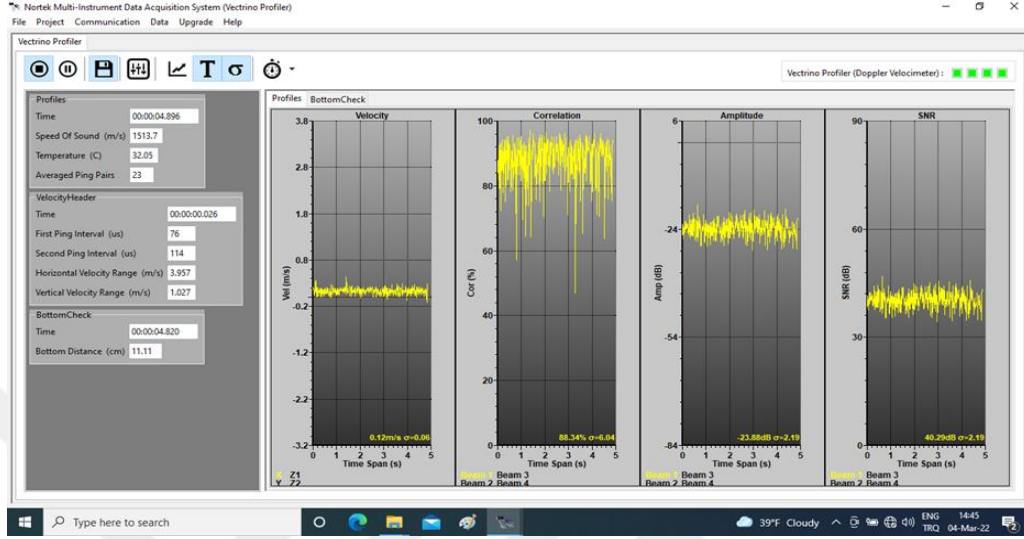 Nortek Multi-Instrument Data Acquisition System (Vectrino Profiler)
File Project Communication Data Upgrade Help
Vectrino Profiler
T σ
Vectrino Profiler (Doppler Velocimeter) :
Profiles
Time 00:00:04.896
Speed Of Sound (m/s) 1513.7
Temperature (C) 32.05
Averaged Ping Pairs 23
VelocityHeader
Time 00:00:00.026
First Ping Interval (us) 76
Second Ping Interval (us) 114
Horizontal Velocity Range (m/s) 3.957
Vertical Velocity Range (m/s) 1.027
BottomCheck
Time 00:00:04.820
Bottom Distance (cm) 11.11
Profiles BottomCheck
Velocity
Vel (m/s)
3.8
2.8
1.8
0.8
-0.2
-1.2
-2.2
-3.2
0.12m/s σ=0.06
0 1 2 3 4 5
Time Span (s)
X Z1
Y Z2
Correlation
Cor (%)
100
80
60
40
20
0
88.34% σ=6.04
0 1 2 3 4 5
Time Span (s)
Beam 1 Beam 3
Beam 2 Beam 4
Amplitude
Amp (dB)
6
-24
-54
-84
-23.88dB σ=2.19
0 1 2 3 4 5
Time Span (s)
Beam 1 Beam 3
Beam 2 Beam 4
SNR
SNR (dB)
90
60
30
0
40.29dB σ=2.19
0 1 2 3 4 5
Time Span (s)
Beam 1 Beam 3
Beam 2 Beam 4
Type here to search
39°F Cloudy
ENG 14:45
TRQ 04-Mar-22
2